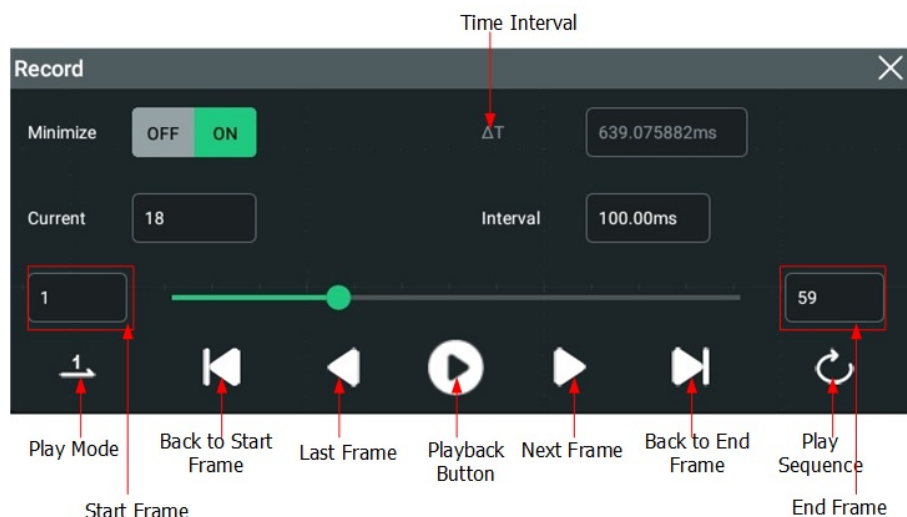 Time Interval
Record
Minimize OFF ON ΔT 639.075882ms
Current 18 Interval 100.00ms
1 59
1
Play Mode Back to Start Frame Last Frame Playback Button Next Frame Back to End Frame Play Sequence
Start Frame End Frame